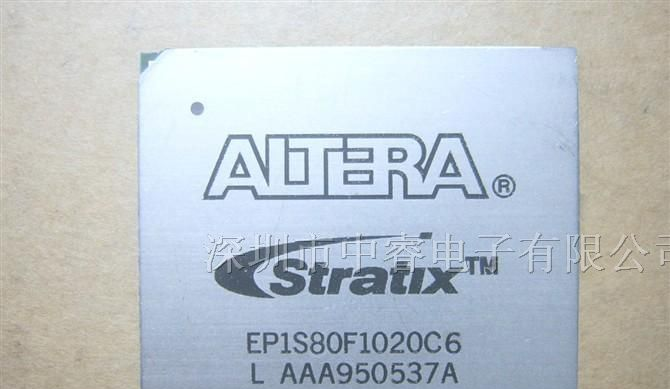 ALTERA®
深圳市中睿电子有限公司
Stratix™
EP1S80F1020C6
L AAA950537A